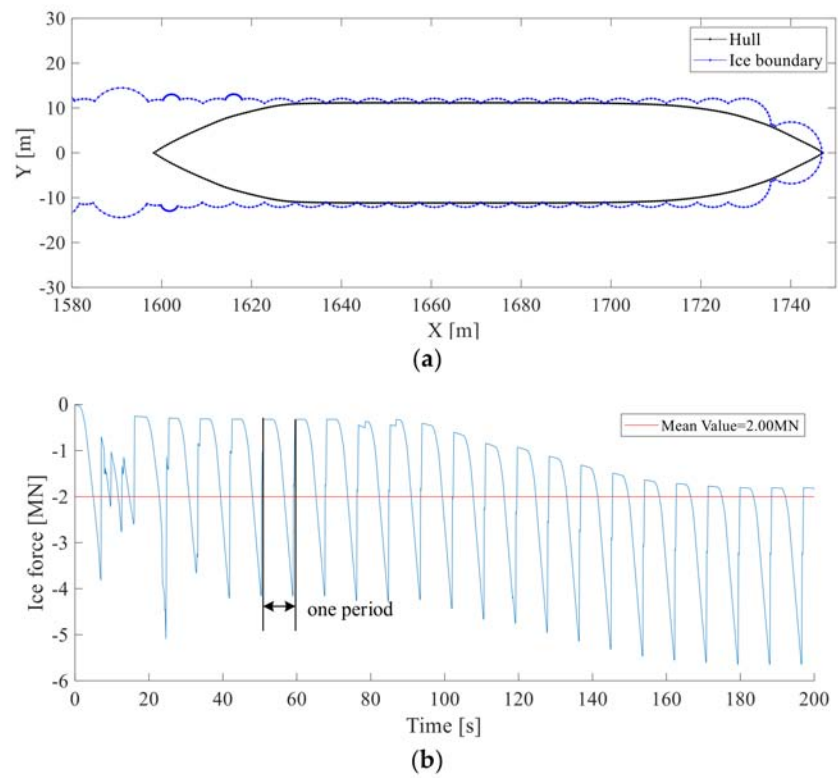 30
20
10
0
-10
-20
-30
Y [m]
Hull
Ice boundary
1580 1600 1620 1640 1660 1680 1700 1720 1740
X [m]
(a)
0
-1
-2
-3
-4
-5
-6
Ice force [MN]
Mean Value=2.00MN
one period
0 20 40 60 80 100 120 140 160 180 200
Time [s]
(b)